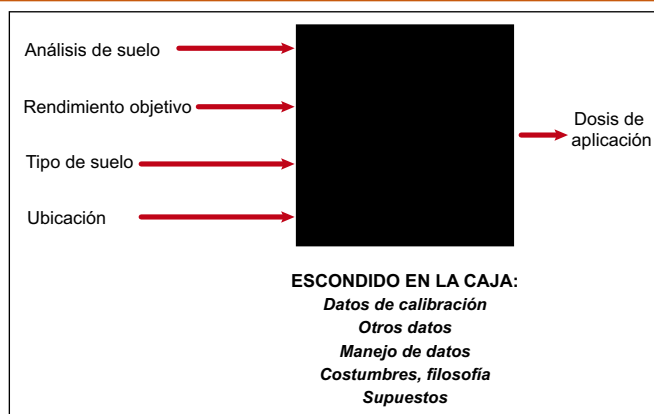 Análisis de suelo
Rendimiento objetivo
Tipo de suelo
Ubicación
Dosis de
aplicación
ESCONDIDO EN LA CAJA:
Datos de calibración
Otros datos
Manejo de datos
Costumbres, filosofía
Supuestos